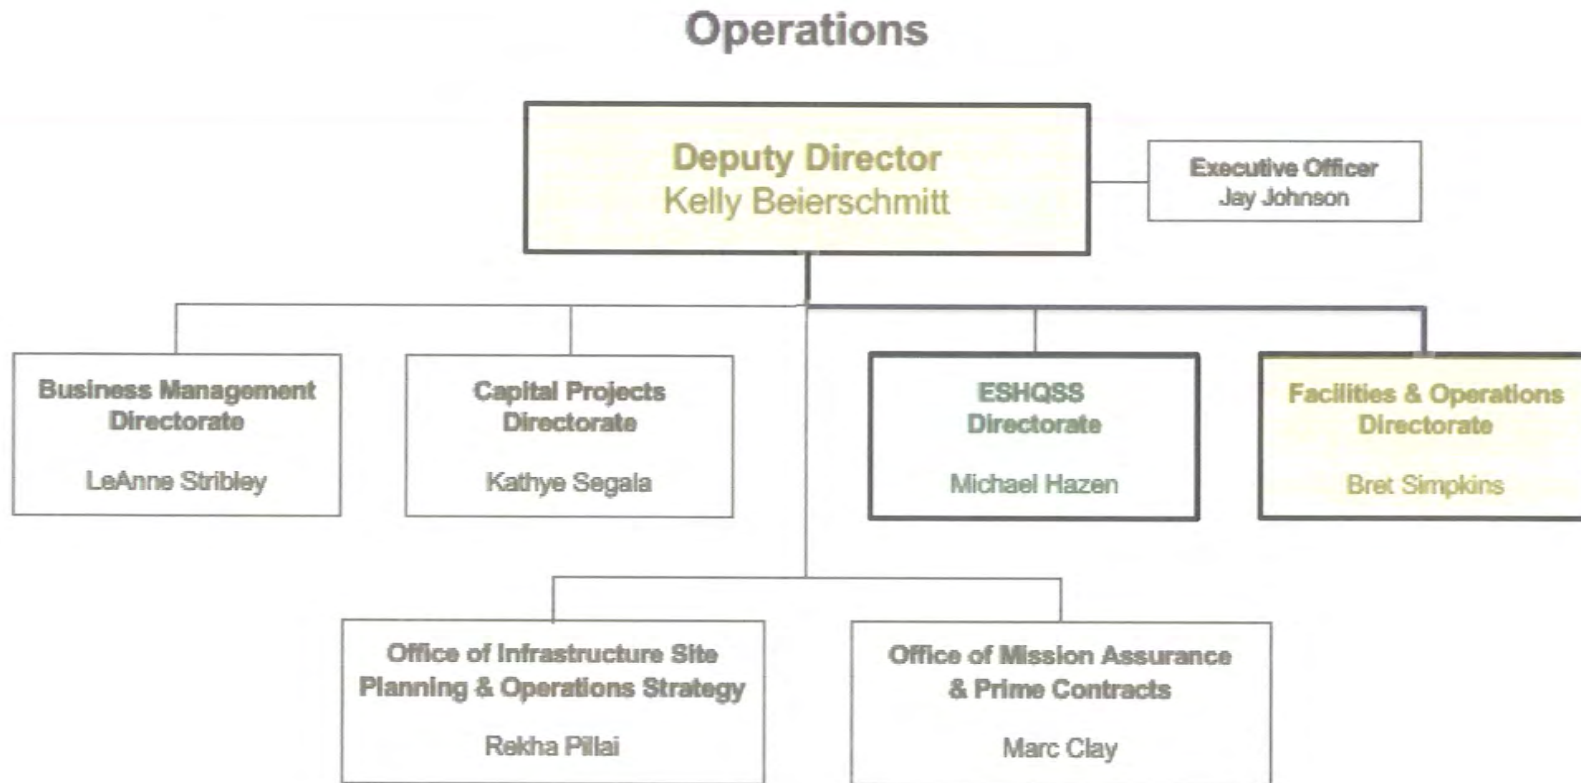 Operations
Deputy Director
Kelly Beierschmitt
Executive Officer
Jay Johnson
Business Management
Directorate
LeAnne Stribley
Capital Projects
Directorate
Kathye Segala
ESHQSS
Directorate
Michael Hazen
Facilities & Operations
Directorate
Bret Simpkins
Office of Infrastructure Site
Planning & Operations Strategy
Rekha Pillai
Office of Mission Assurance
& Prime Contracts
Marc Clay